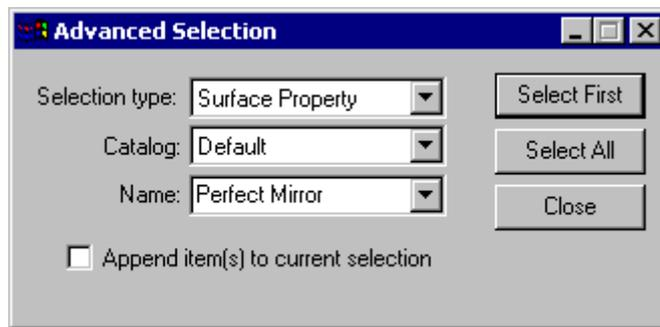 Advanced Selection
Selection type: Surface Property
Select First
Catalog: Default
Select All
Name: Perfect Mirror
Close
Append item(s) to current selection